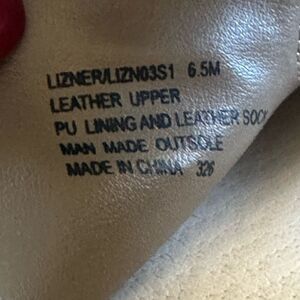 LIZNER/LIZN03S1 6.5M
LEATHER UPPER
PU LINING AND LEATHER SOCK
MAN MADE OUTSOLE
MADE IN CHINA 326